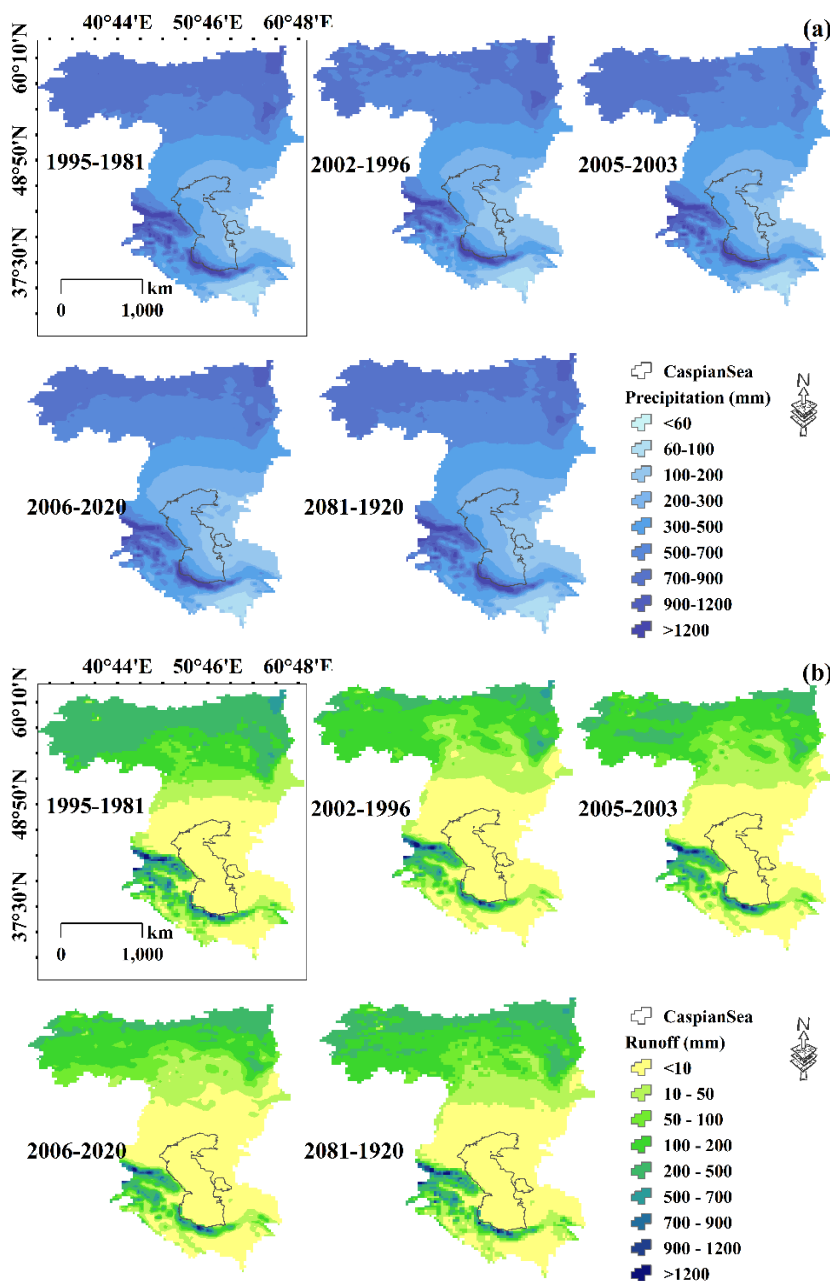 (a)
40°44'E 50°46'E 60°48'E
60°10'N
48°50'N
37°30'N
1995-1981
2002-1996
2005-2003
0 1,000 km
2006-2020
2081-1920
CaspianSea
Precipitation (mm)
<60
60-100
100-200
200-300
300-500
500-700
700-900
900-1200
>1200
N
(b)
40°44'E 50°46'E 60°48'E
60°10'N
48°50'N
37°30'N
1995-1981
2002-1996
2005-2003
0 1,000 km
2006-2020
2081-1920
CaspianSea
Runoff (mm)
<10
10 - 50
50 - 100
100 - 200
200 - 500
500 - 700
700 - 900
900 - 1200
>1200
N